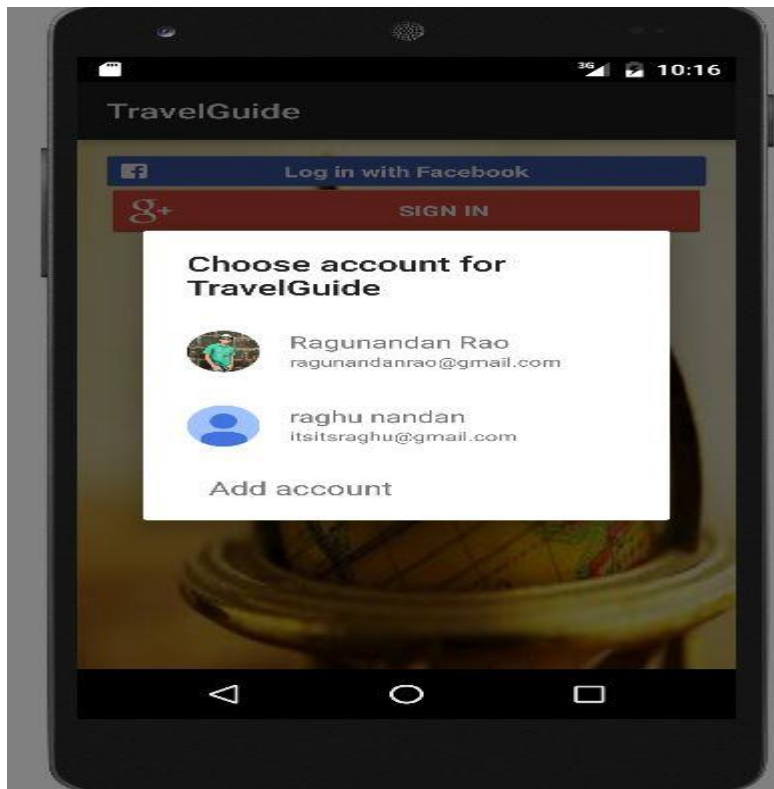 3G 10:16
TravelGuide
Log in with Facebook
g+ SIGN IN
Choose account for
TravelGuide
Ragunandan Rao
ragunandanrao@gmail.com
raghu nandan
itsitsraghu@gmail.com
Add account